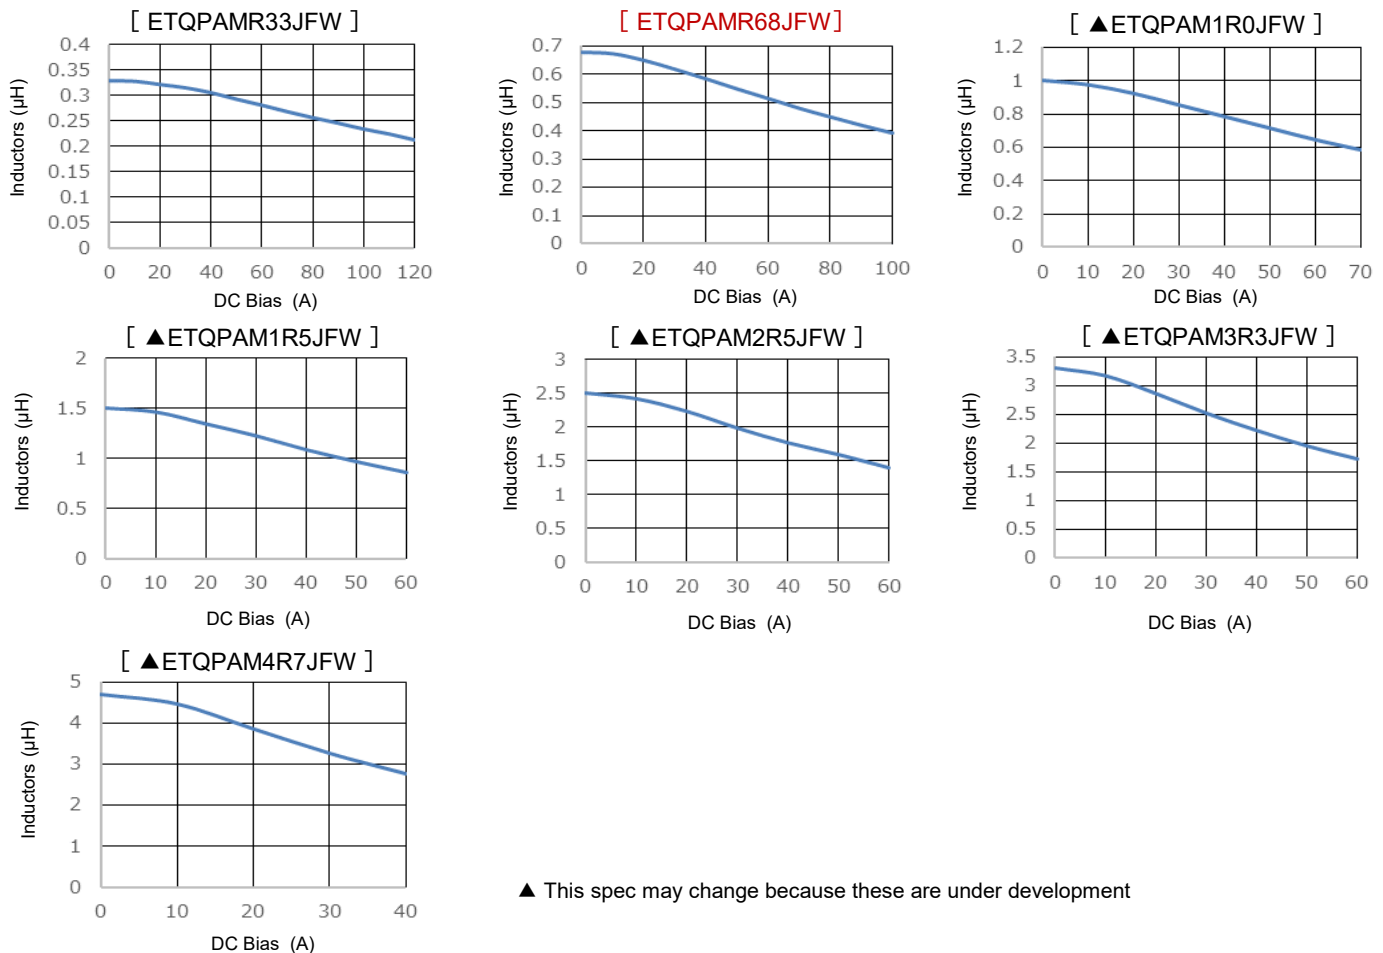 [ ETQPAMR33JFW ]
0.4
0.35
0.3
0.25
0.2
0.15
0.1
0.05
0
Inductors (μH)
0 20 40 60 80 100 120
DC Bias (A)
[ ETQPAMR68JFW]
0.7
0.6
0.5
0.4
0.3
0.2
0.1
0
Inductors (μH)
0 20 40 60 80 100
DC Bias (A)
[ ▲ETQPAM1R0JFW ]
1.2
1
0.8
0.6
0.4
0.2
0
Inductors (μH)
0 10 20 30 40 50 60 70
DC Bias (A)
[ ▲ETQPAM1R5JFW ]
2
1.5
1
0.5
0
Inductors (μH)
0 10 20 30 40 50 60
DC Bias (A)
[ ▲ETQPAM2R5JFW ]
3
2.5
2
1.5
1
0.5
0
Inductors (μH)
0 10 20 30 40 50 60
DC Bias (A)
[ ▲ETQPAM3R3JFW ]
3.5
3
2.5
2
1.5
1
0.5
0
Inductors (μH)
0 10 20 30 40 50 60
DC Bias (A)
[ ▲ETQPAM4R7JFW ]
5
4
3
2
1
0
Inductors (μH)
0 10 20 30 40
DC Bias (A)
▲ This spec may change because these are under development